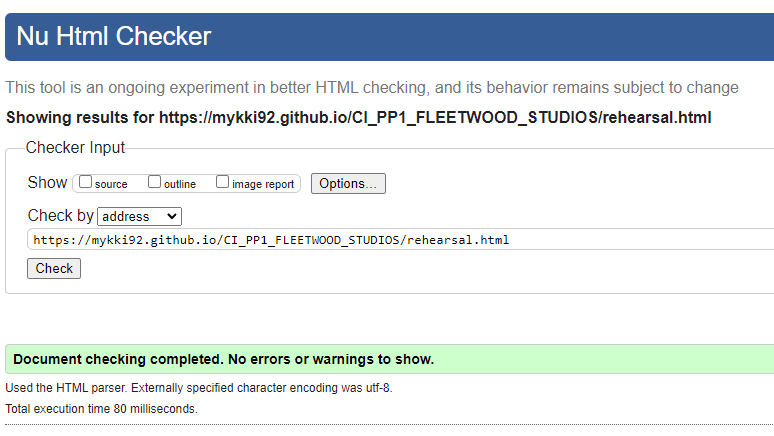 Nu Html Checker
This tool is an ongoing experiment in better HTML checking, and its behavior remains subject to change
Showing results for https://mykki92.github.io/CI_PP1_FLEETWOOD_STUDIOS/rehearsal.html
Checker Input
Show source outline image report Options...
Check by address
https://mykki92.github.io/CI_PP1_FLEETWOOD_STUDIOS/rehearsal.html
Check
Document checking completed. No errors or warnings to show.
Used the HTML parser. Externally specified character encoding was utf-8.
Total execution time 80 milliseconds.